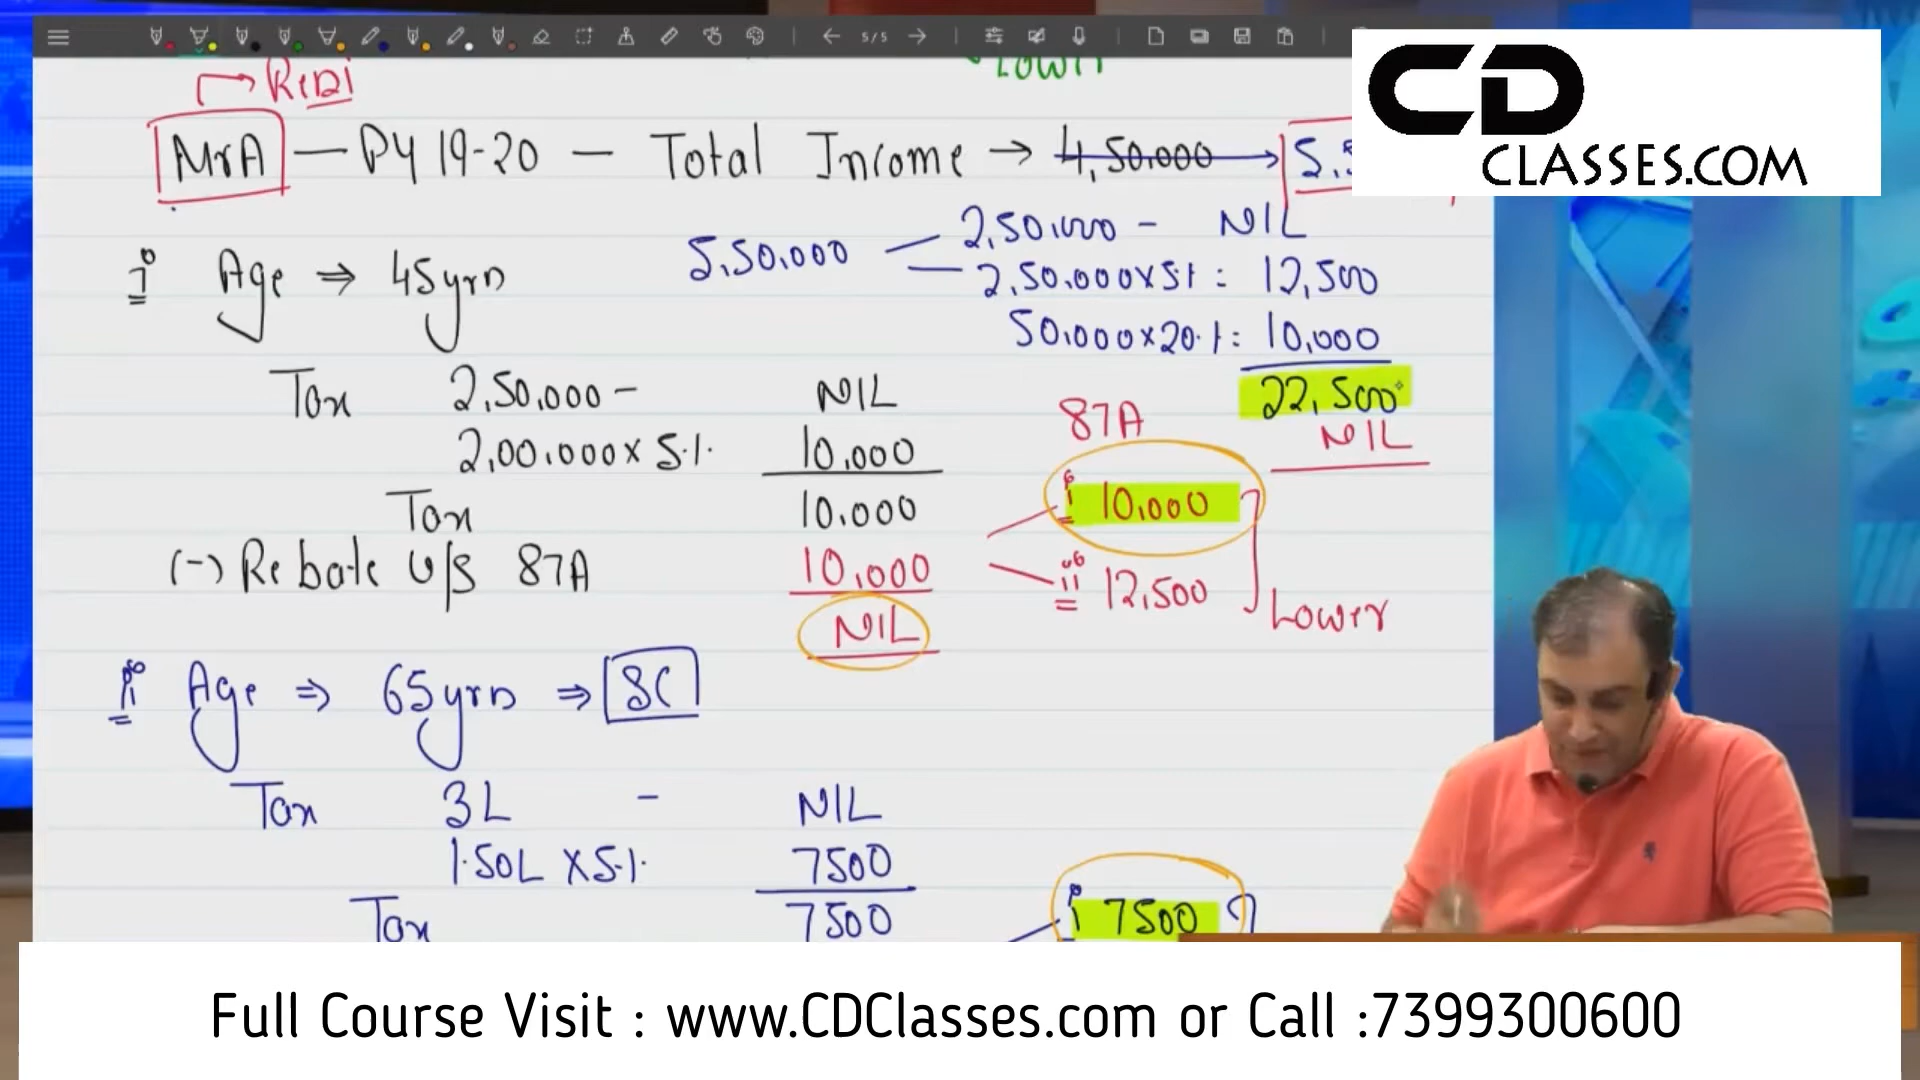 5/5
Lower
ReDi
MrA — PY 19-20 — Total Income → 4,50,000 →
CD
CLASSES.COM
i Age ⇒ 45yrs
5,50,000 — 2,50,000 - NIL
2,50,000 x 5% = 12,500
50,000 x 20% = 10,000
22,500
NIL
Tax 2,50,000 - NIL
2,00,000 x 5% 10,000
Tax 10,000
87A
i 10,000
(-) Rebate u/s 87A 10,000
ii 12,500
Lower
NIL
ii Age ⇒ 65yrs ⇒ SC
Tax 3L - NIL
1.50L x 5% 7500
Tax 7500
i 7500
Full Course Visit : www.CDClasses.com or Call :7399300600